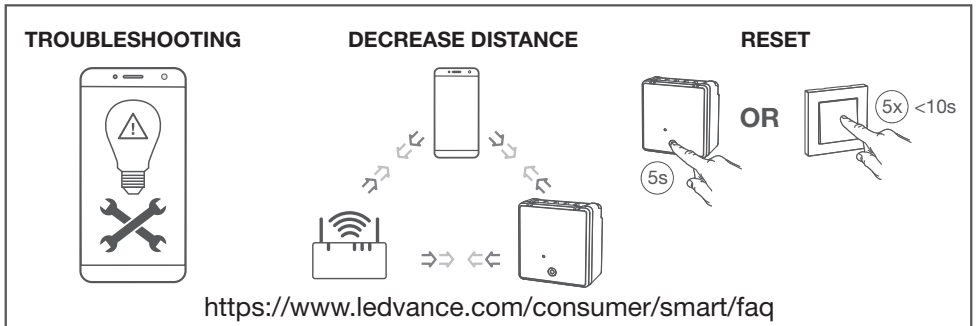 TROUBLESHOOTING
DECREASE DISTANCE
RESET
OR
5x <10s
5s
https://www.ledvance.com/consumer/smart/faq